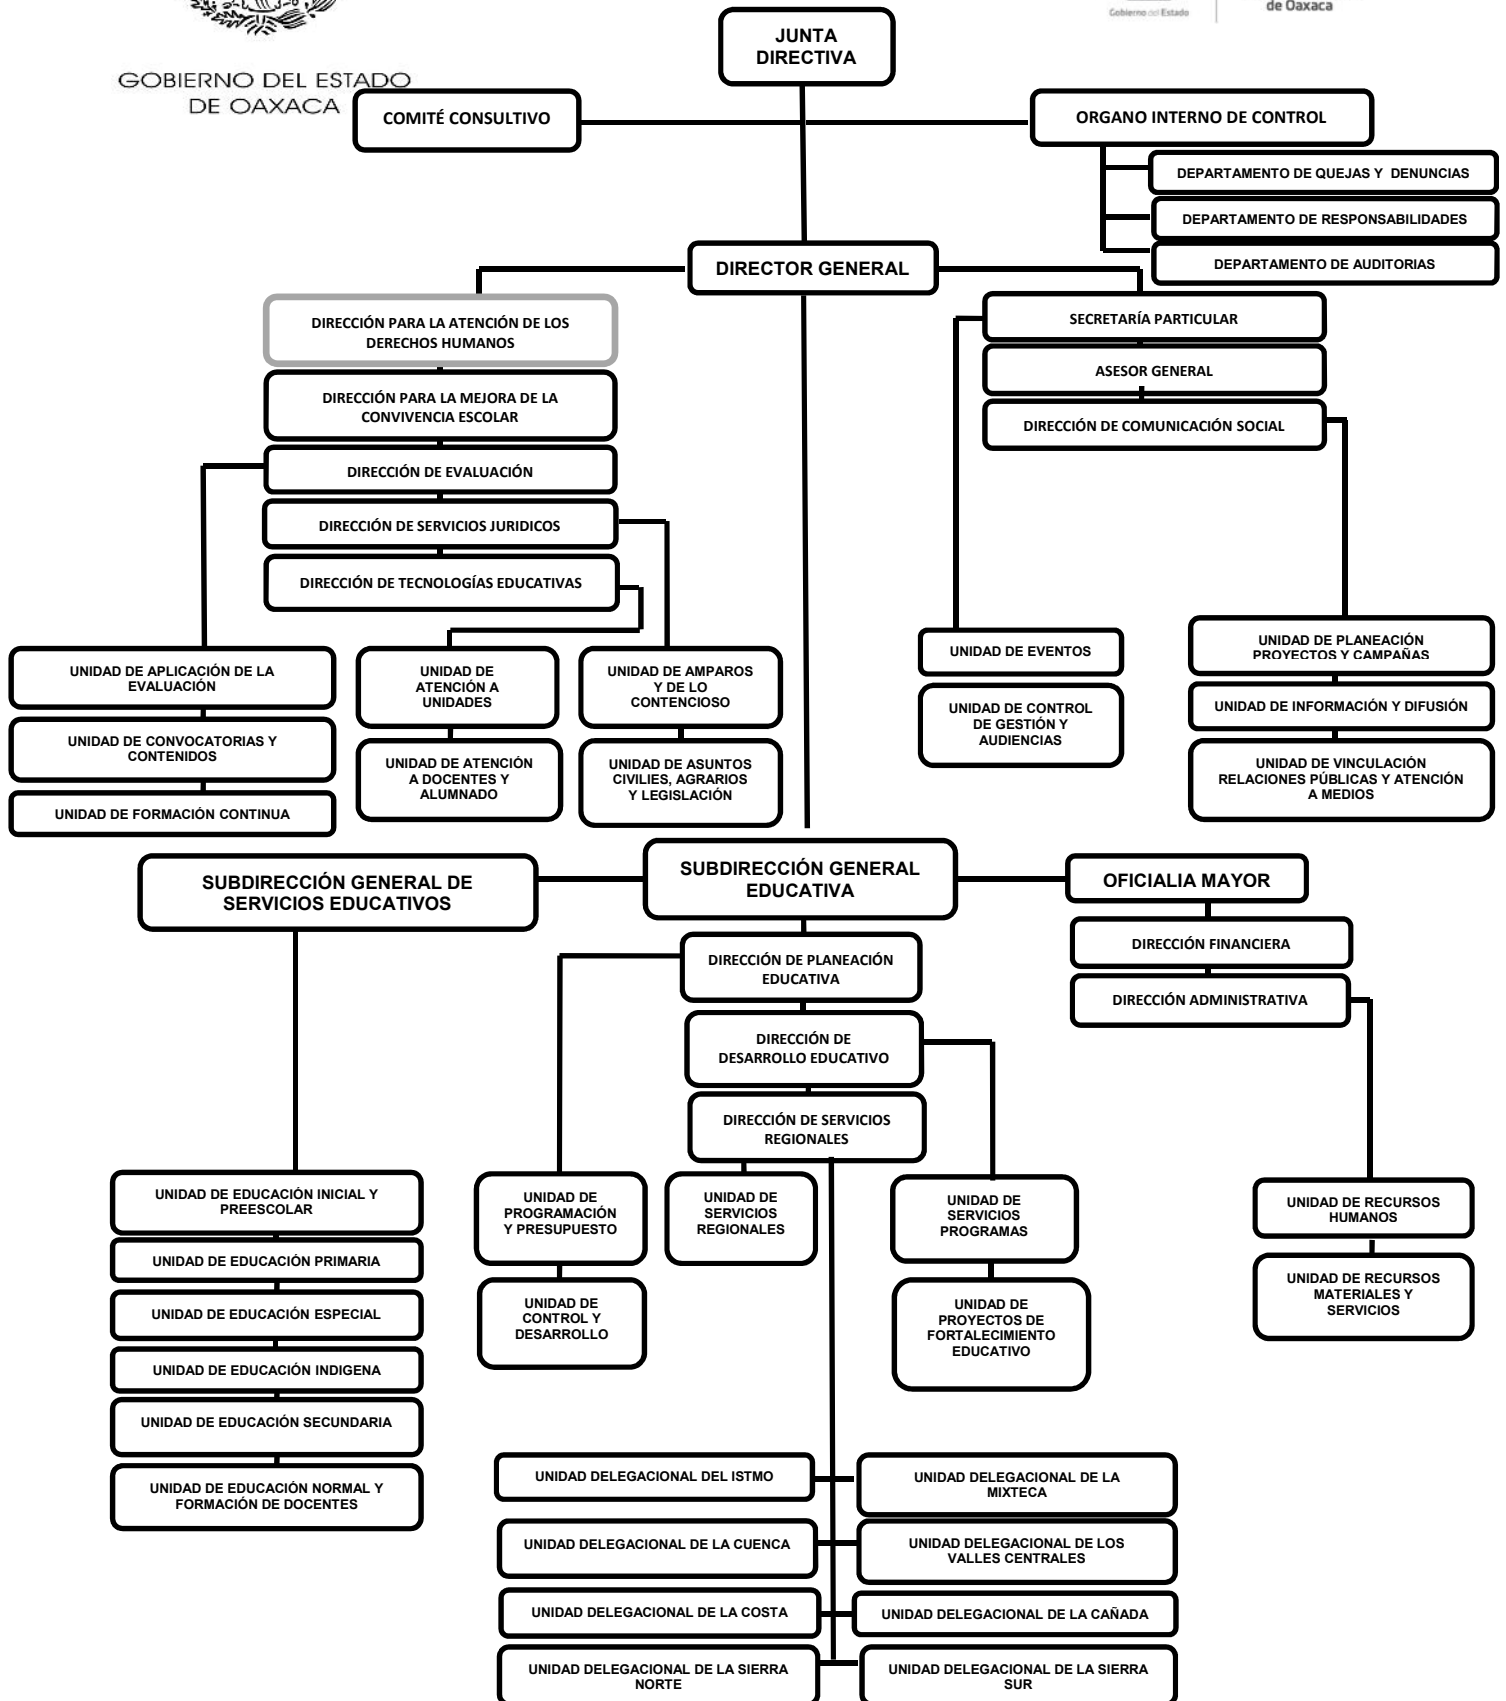 GOBIERNO DEL ESTADO
DE OAXACA
Gobierno del Estado
de Oaxaca
JUNTA
DIRECTIVA
COMITÉ CONSULTIVO
ORGANO INTERNO DE CONTROL
DEPARTAMENTO DE QUEJAS Y DENUNCIAS
DEPARTAMENTO DE RESPONSABILIDADES
DEPARTAMENTO DE AUDITORIAS
DIRECTOR GENERAL
DIRECCIÓN PARA LA ATENCIÓN DE LOS
DERECHOS HUMANOS
DIRECCIÓN PARA LA MEJORA DE LA
CONVIVENCIA ESCOLAR
DIRECCIÓN DE EVALUACIÓN
DIRECCIÓN DE SERVICIOS JURIDICOS
DIRECCIÓN DE TECNOLOGÍAS EDUCATIVAS
SECRETARÍA PARTICULAR
ASESOR GENERAL
DIRECCIÓN DE COMUNICACIÓN SOCIAL
UNIDAD DE APLICACIÓN DE LA
EVALUACIÓN
UNIDAD DE CONVOCATORIAS Y
CONTENIDOS
UNIDAD DE FORMACIÓN CONTINUA
UNIDAD DE
ATENCIÓN A
UNIDADES
UNIDAD DE ATENCIÓN
A DOCENTES Y
ALUMNADO
UNIDAD DE AMPAROS
Y DE LO
CONTENCIOSO
UNIDAD DE ASUNTOS
CIVILIES, AGRARIOS
Y LEGISLACIÓN
UNIDAD DE EVENTOS
UNIDAD DE CONTROL
DE GESTIÓN Y
AUDIENCIAS
UNIDAD DE PLANEACIÓN
PROYECTOS Y CAMPAÑAS
UNIDAD DE INFORMACIÓN Y DIFUSIÓN
UNIDAD DE VINCULACIÓN
RELACIONES PÚBLICAS Y ATENCIÓN
A MEDIOS
SUBDIRECCIÓN GENERAL DE
SERVICIOS EDUCATIVOS
SUBDIRECCIÓN GENERAL
EDUCATIVA
OFICIALIA MAYOR
DIRECCIÓN FINANCIERA
DIRECCIÓN ADMINISTRATIVA
DIRECCIÓN DE PLANEACIÓN
EDUCATIVA
DIRECCIÓN DE
DESARROLLO EDUCATIVO
DIRECCIÓN DE SERVICIOS
REGIONALES
UNIDAD DE EDUCACIÓN INICIAL Y
PREESCOLAR
UNIDAD DE EDUCACIÓN PRIMARIA
UNIDAD DE EDUCACIÓN ESPECIAL
UNIDAD DE EDUCACIÓN INDIGENA
UNIDAD DE EDUCACIÓN SECUNDARIA
UNIDAD DE EDUCACIÓN NORMAL Y
FORMACIÓN DE DOCENTES
UNIDAD DE
PROGRAMACIÓN
Y PRESUPUESTO
UNIDAD DE
CONTROL Y
DESARROLLO
UNIDAD DE
SERVICIOS
REGIONALES
UNIDAD DE
SERVICIOS
PROGRAMAS
UNIDAD DE
PROYECTOS DE
FORTALECIMIENTO
EDUCATIVO
UNIDAD DE RECURSOS
HUMANOS
UNIDAD DE RECURSOS
MATERIALES Y
SERVICIOS
UNIDAD DELEGACIONAL DEL ISTMO
UNIDAD DELEGACIONAL DE LA
MIXTECA
UNIDAD DELEGACIONAL DE LA CUENCA
UNIDAD DELEGACIONAL DE LOS
VALLES CENTRALES
UNIDAD DELEGACIONAL DE LA COSTA
UNIDAD DELEGACIONAL DE LA CAÑADA
UNIDAD DELEGACIONAL DE LA SIERRA
NORTE
UNIDAD DELEGACIONAL DE LA SIERRA
SUR